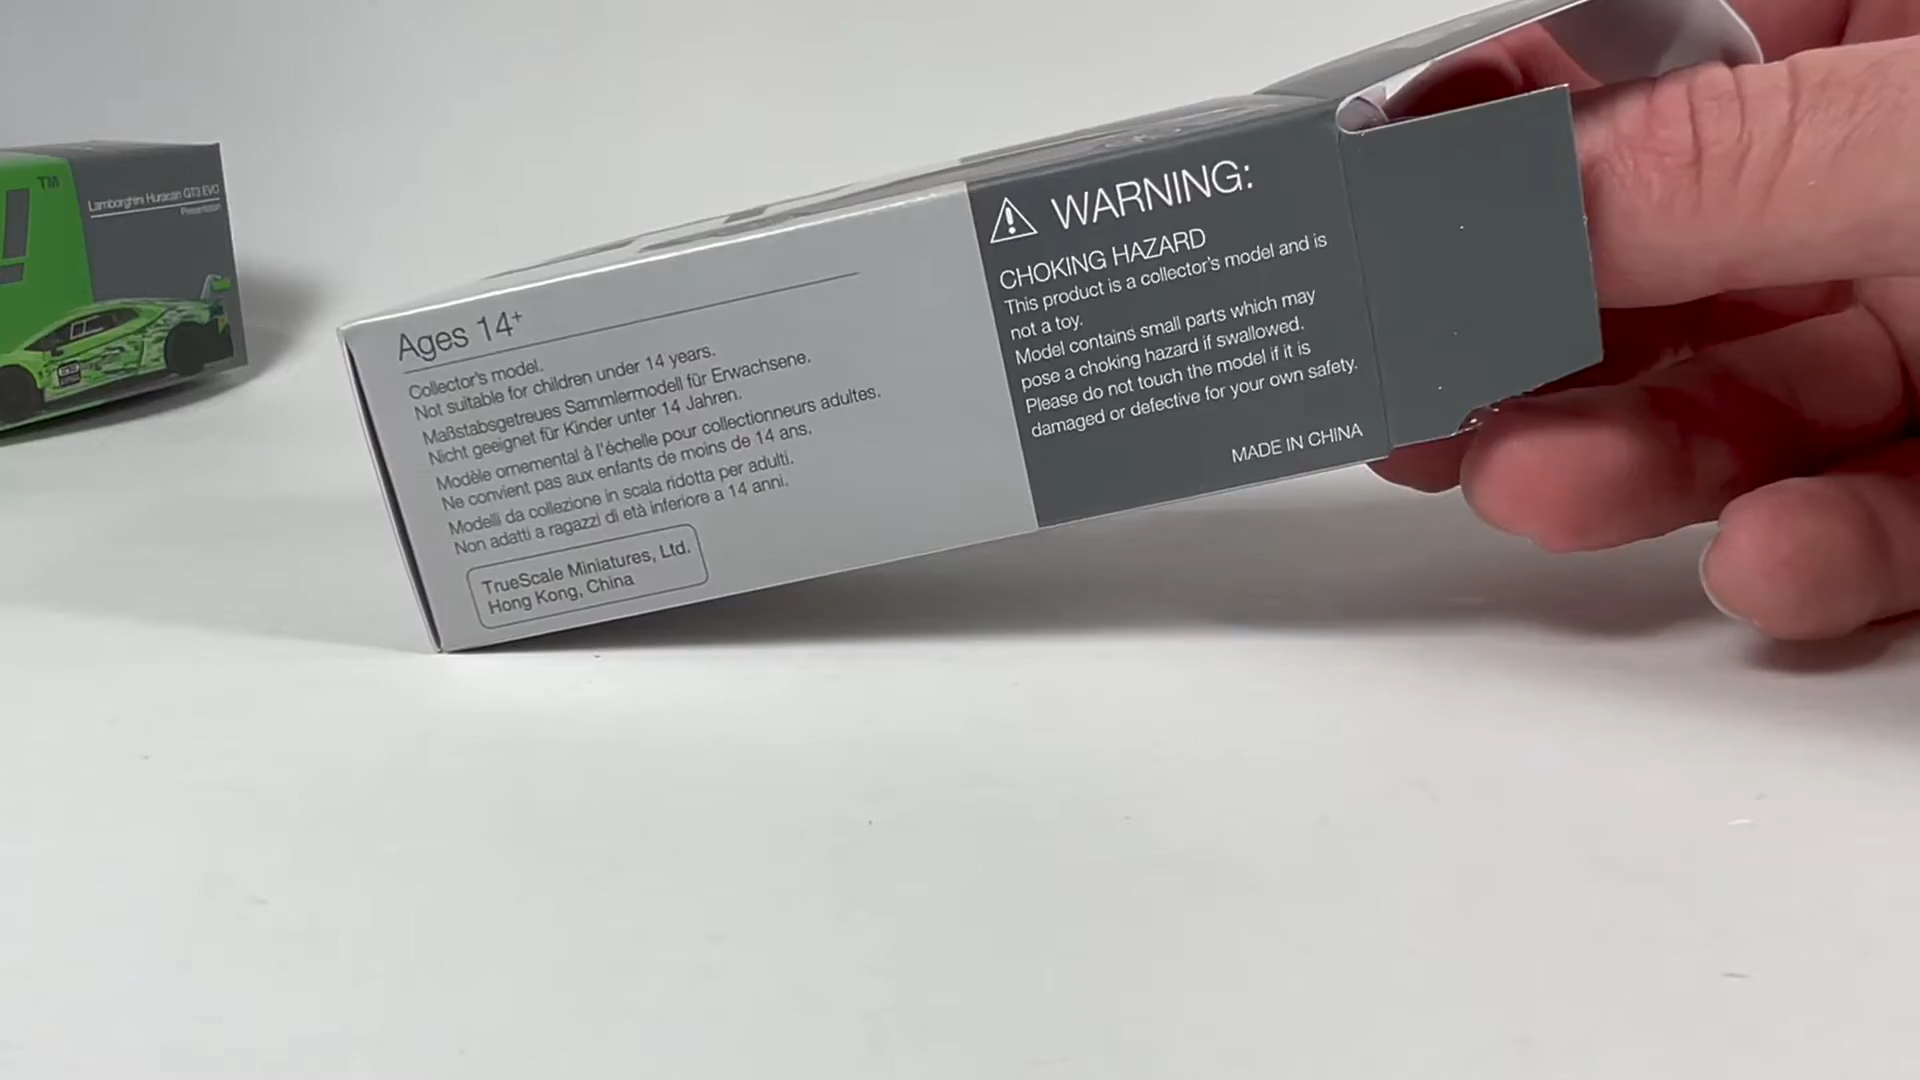 TM
Lamborghini Huracán GT3 EVO
Presentation
Ages 14+
Collector's model.
Not suitable for children under 14 years.
Maßstabsgetreues Sammlermodell für Erwachsene.
Nicht geeignet für Kinder unter 14 Jahren.
Modèle ornemental à l'échelle pour collectionneurs adultes.
Ne convient pas aux enfants de moins de 14 ans.
Modelli da collezione in scala ridotta per adulti.
Non adatti a ragazzi di età inferiore a 14 anni.
TrueScale Miniatures, Ltd.
Hong Kong, China
WARNING:
CHOKING HAZARD
This product is a collector's model and is
not a toy.
Model contains small parts which may
pose a choking hazard if swallowed.
Please do not touch the model if it is
damaged or defective for your own safety.
MADE IN CHINA